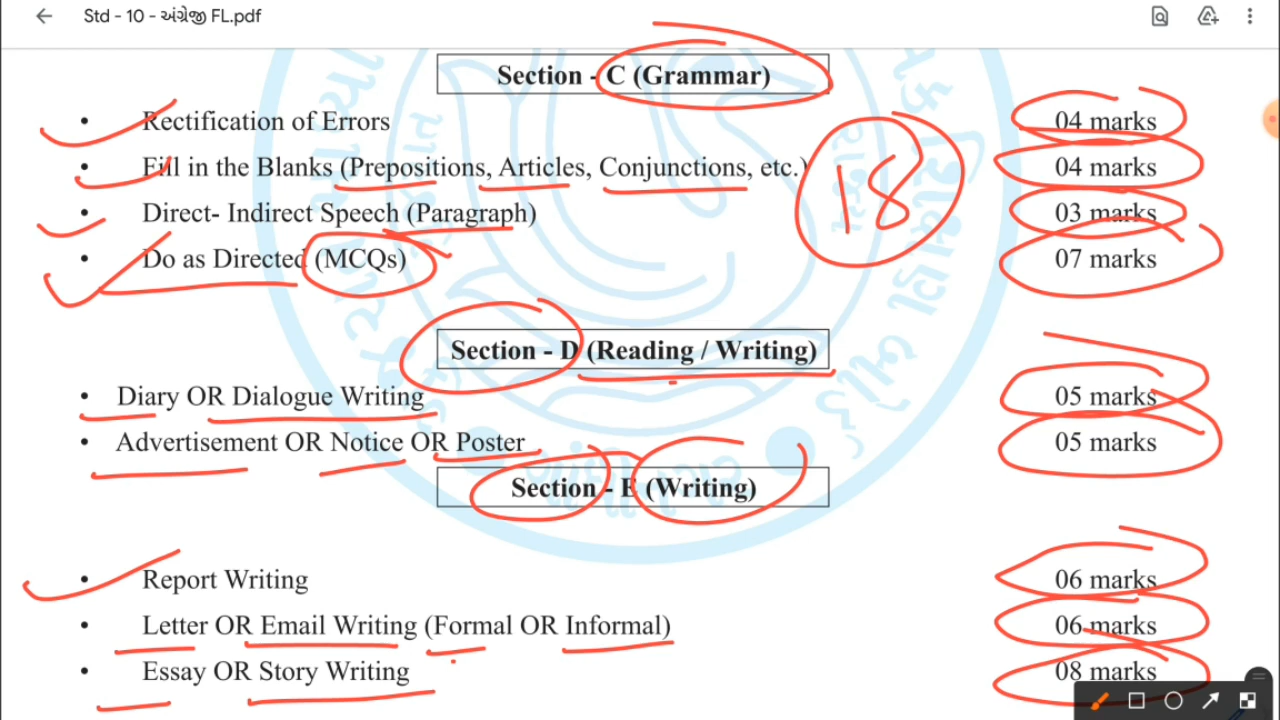 Std - 10 - અંગ્રેજી FL.pdf
Section - C (Grammar)
• Rectification of Errors 04 marks
• Fill in the Blanks (Prepositions, Articles, Conjunctions, etc.) 04 marks
18
• Direct- Indirect Speech (Paragraph) 03 marks
• Do as Directed (MCQs) 07 marks
Section - D (Reading / Writing)
• Diary OR Dialogue Writing 05 marks
• Advertisement OR Notice OR Poster 05 marks
Section - E (Writing)
• Report Writing 06 marks
• Letter OR Email Writing (Formal OR Informal) 06 marks
• Essay OR Story Writing 08 marks